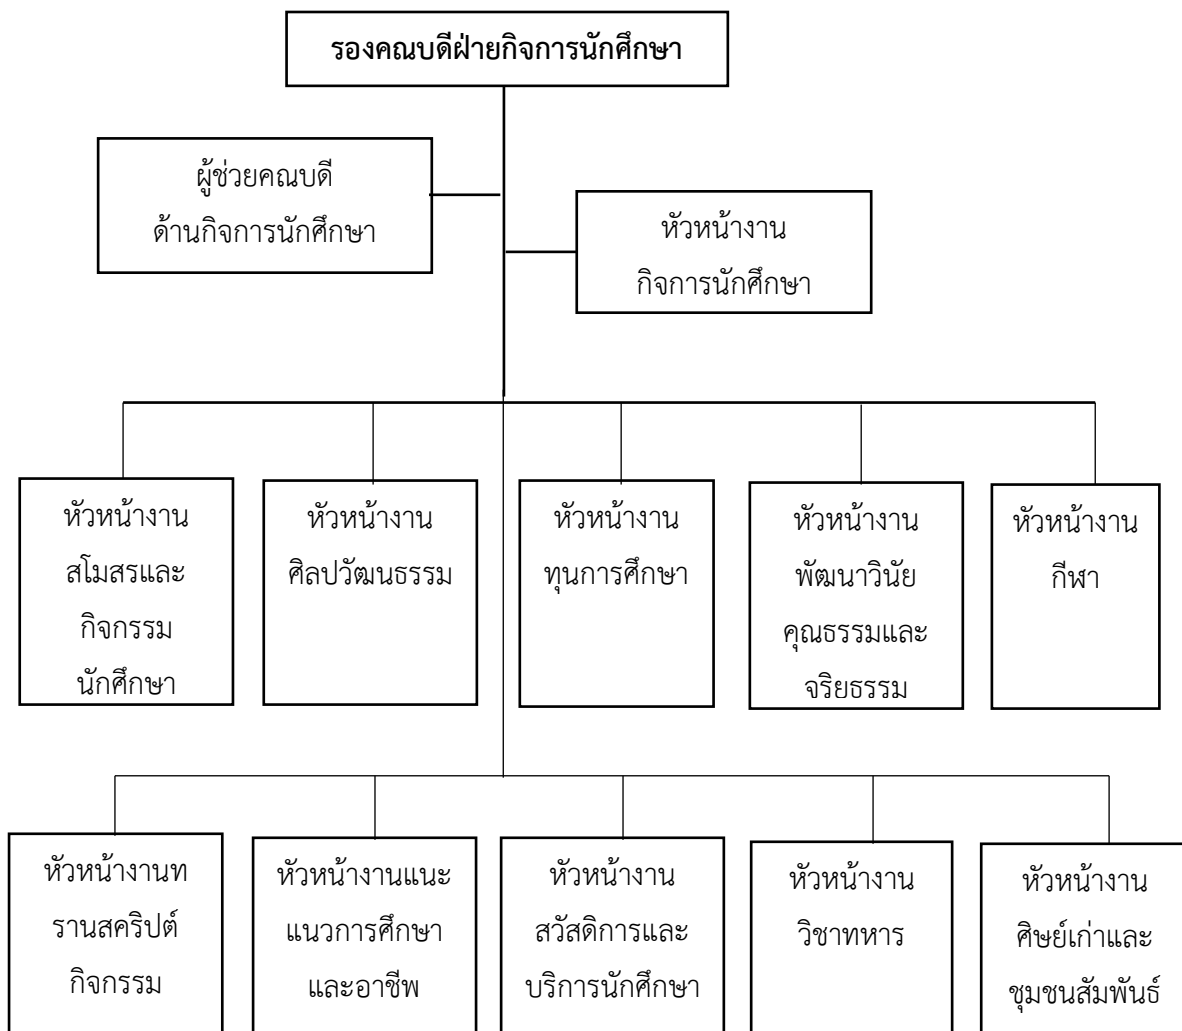 รองคณบดีฝ่ายกิจการนักศึกษา
ผู้ช่วยคณบดี
ด้านกิจการนักศึกษา
หัวหน้างาน
กิจการนักศึกษา
หัวหน้างาน
สโมสรและ
กิจกรรม
นักศึกษา
หัวหน้างาน
ศิลปวัฒนธรรม
หัวหน้างาน
ทุนการศึกษา
หัวหน้างาน
พัฒนาวินัย
คุณธรรมและ
จริยธรรม
หัวหน้างาน
กีฬา
หัวหน้างานท
รานสคริปต์
กิจกรรม
หัวหน้างานแนะ
แนวการศึกษา
และอาชีพ
หัวหน้างาน
สวัสดิการและ
บริการนักศึกษา
หัวหน้างาน
วิชาทหาร
หัวหน้างาน
ศิษย์เก่าและ
ชุมชนสัมพันธ์